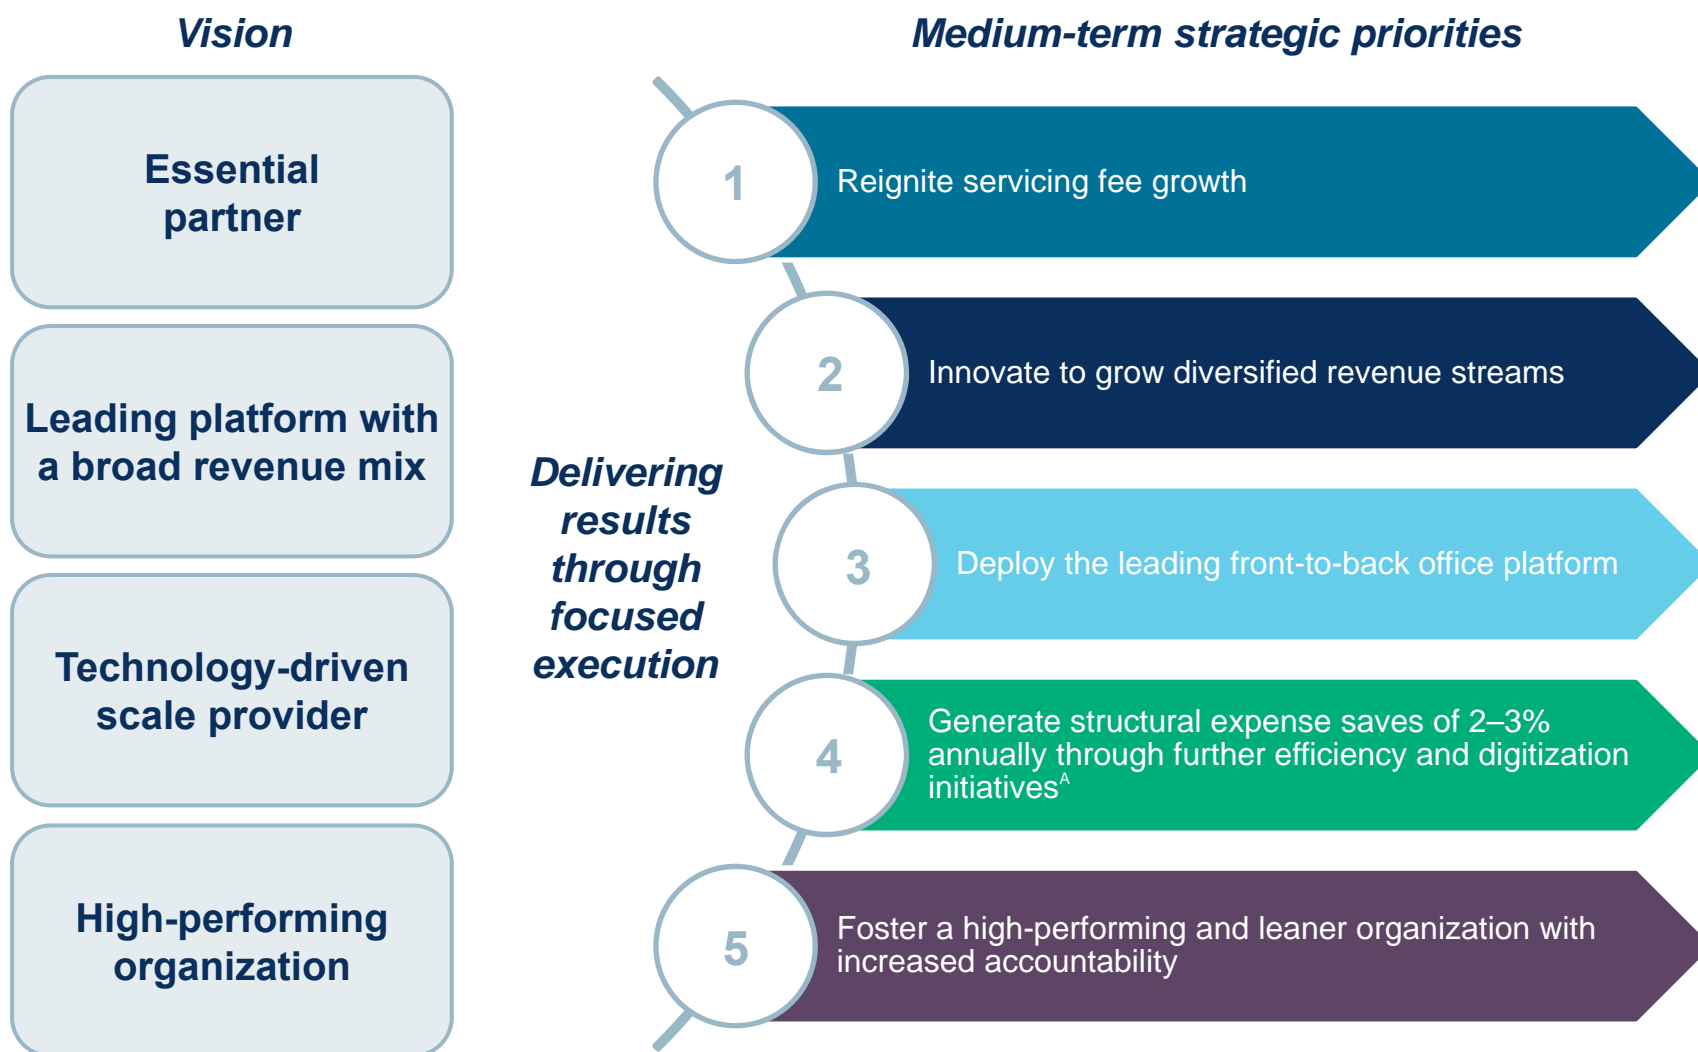 Vision
Essential
partner
Leading platform with
a broad revenue mix
Technology-driven
scale provider
High-performing
organization
Delivering
results
through
focused
execution
Medium-term strategic priorities
1
Reignite servicing fee growth
2
Innovate to grow diversified revenue streams
3
Deploy the leading front-to-back office platform
4
Generate structural expense saves of 2–3%
annually through further efficiency and digitization
initiativesᴬ
5
Foster a high-performing and leaner organization with
increased accountability